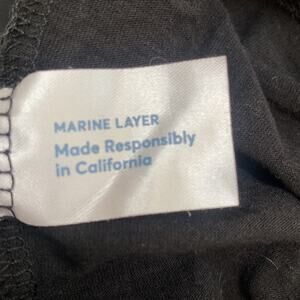 MARINE LAYER
Made Responsibly
in California